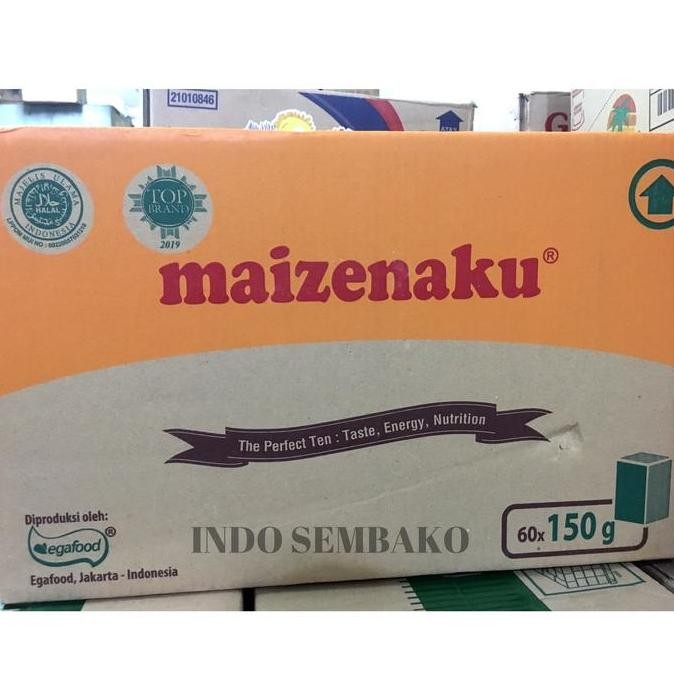 21010846
MAJELIS ULAMA
HALAL
INDONESIA
TOP
BRAND
2019
maizenaku®
The Perfect Ten : Taste, Energy, Nutrition
Diproduksi oleh:
egafood®
Egafood, Jakarta - Indonesia
INDO SEMBAKO
60x 150 g